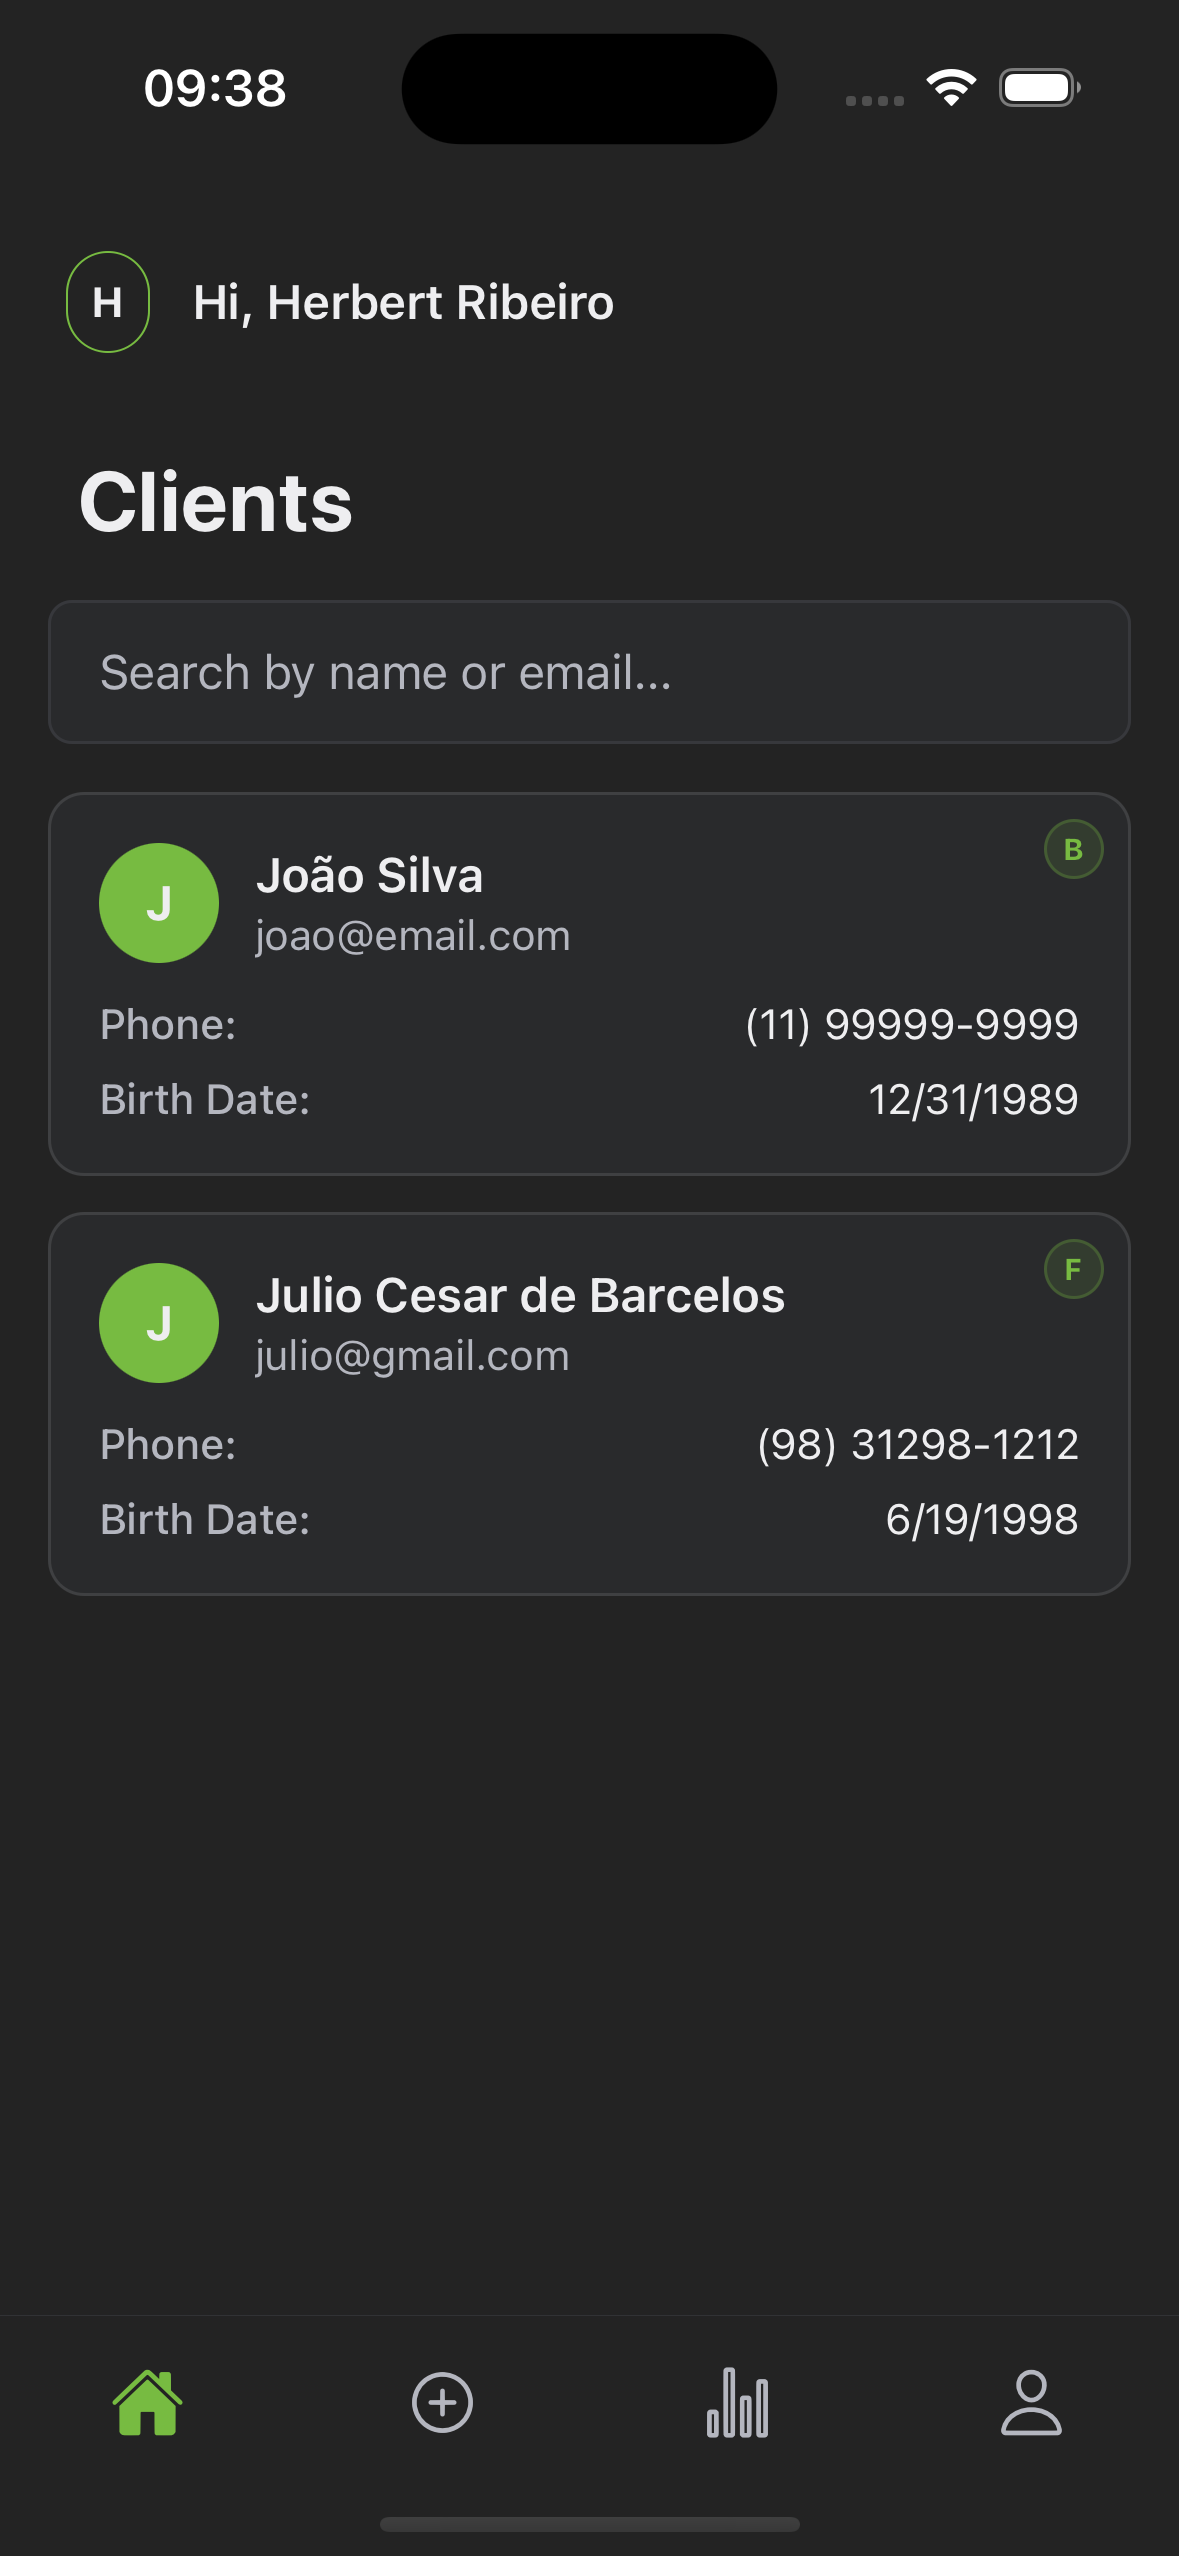 09:38
H
Hi, Herbert Ribeiro
Clients
Search by name or email...
B
J
João Silva
joao@email.com
Phone: (11) 99999-9999
Birth Date: 12/31/1989
F
J
Julio Cesar de Barcelos
julio@gmail.com
Phone: (98) 31298-1212
Birth Date: 6/19/1998